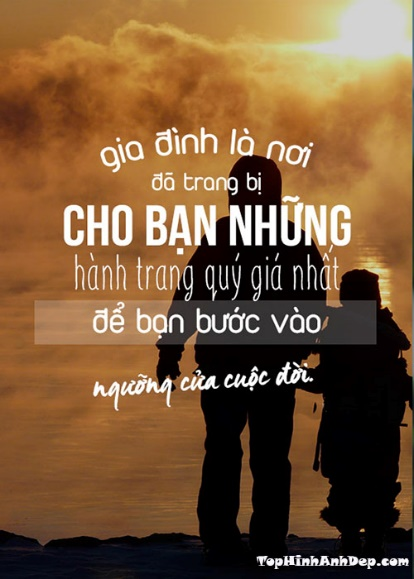 gia đình là nơi
đã trang bị
CHO BẠN NHỮNG
hành trang quý giá nhất
để bạn bước vào
ngưỡng cửa cuộc đời.
TopHinhAnhDep.com